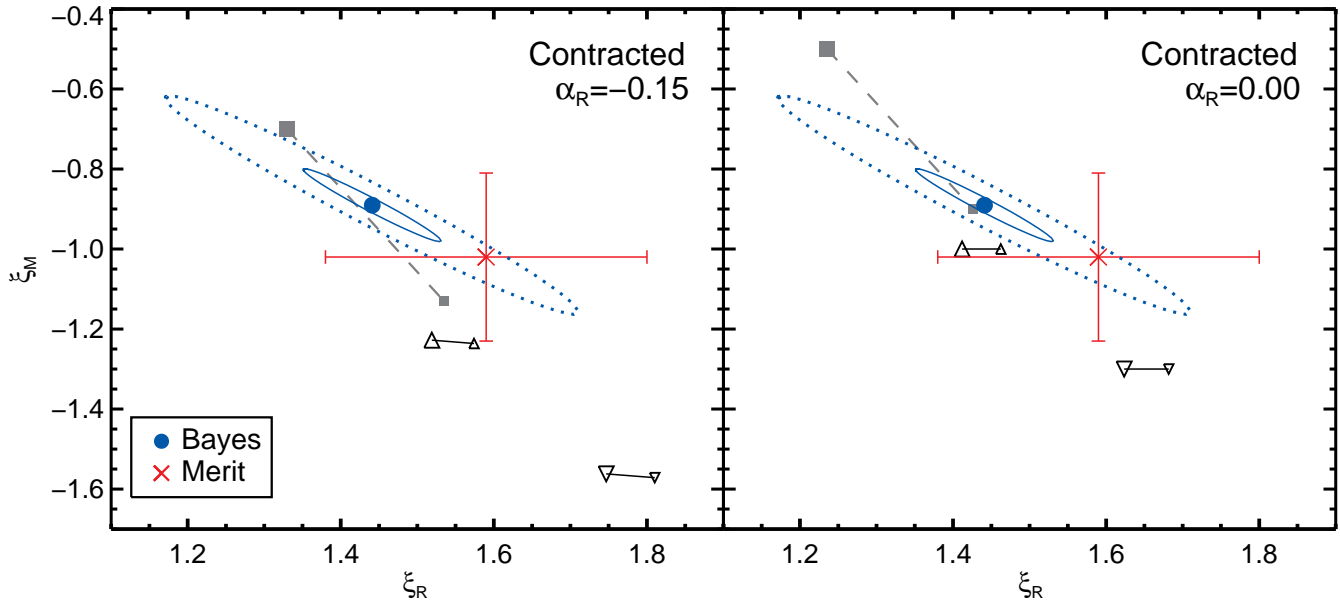 Contracted
α_R=−0.15
Contracted
α_R=0.00
−0.4
−0.6
−0.8
−1.0
−1.2
−1.4
−1.6
ξ_M
Bayes
Merit
1.2 1.4 1.6 1.8
1.2 1.4 1.6 1.8
ξ_R
ξ_R